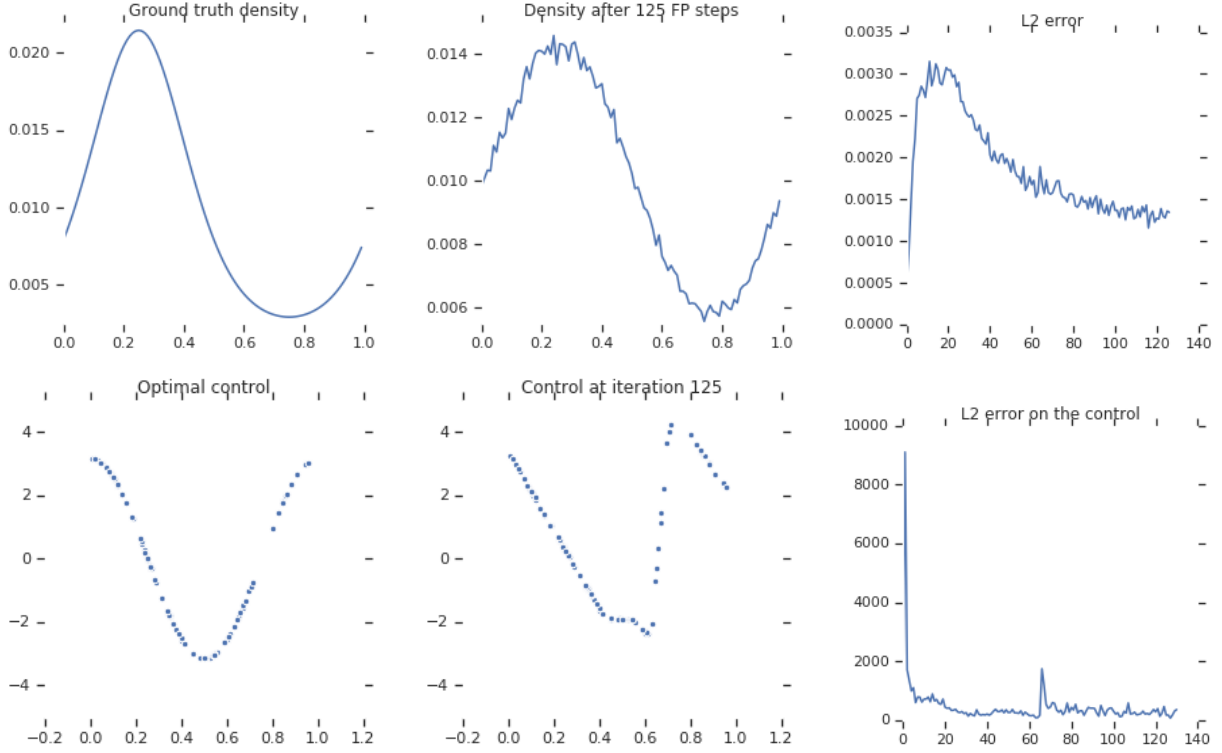 Ground truth density
0.020
0.015
0.010
0.005
0.0 0.2 0.4 0.6 0.8 1.0
Density after 125 FP steps
0.014
0.012
0.010
0.008
0.006
0.0 0.2 0.4 0.6 0.8 1.0
L2 error
0.0035
0.0030
0.0025
0.0020
0.0015
0.0010
0.0005
0.0000
0 20 40 60 80 100 120 140
Optimal control
4
2
0
−2
−4
−0.2 0.0 0.2 0.4 0.6 0.8 1.0 1.2
Control at iteration 125
4
2
0
−2
−4
−0.2 0.0 0.2 0.4 0.6 0.8 1.0 1.2
L2 error on the control
10000
8000
6000
4000
2000
0
0 20 40 60 80 100 120 140